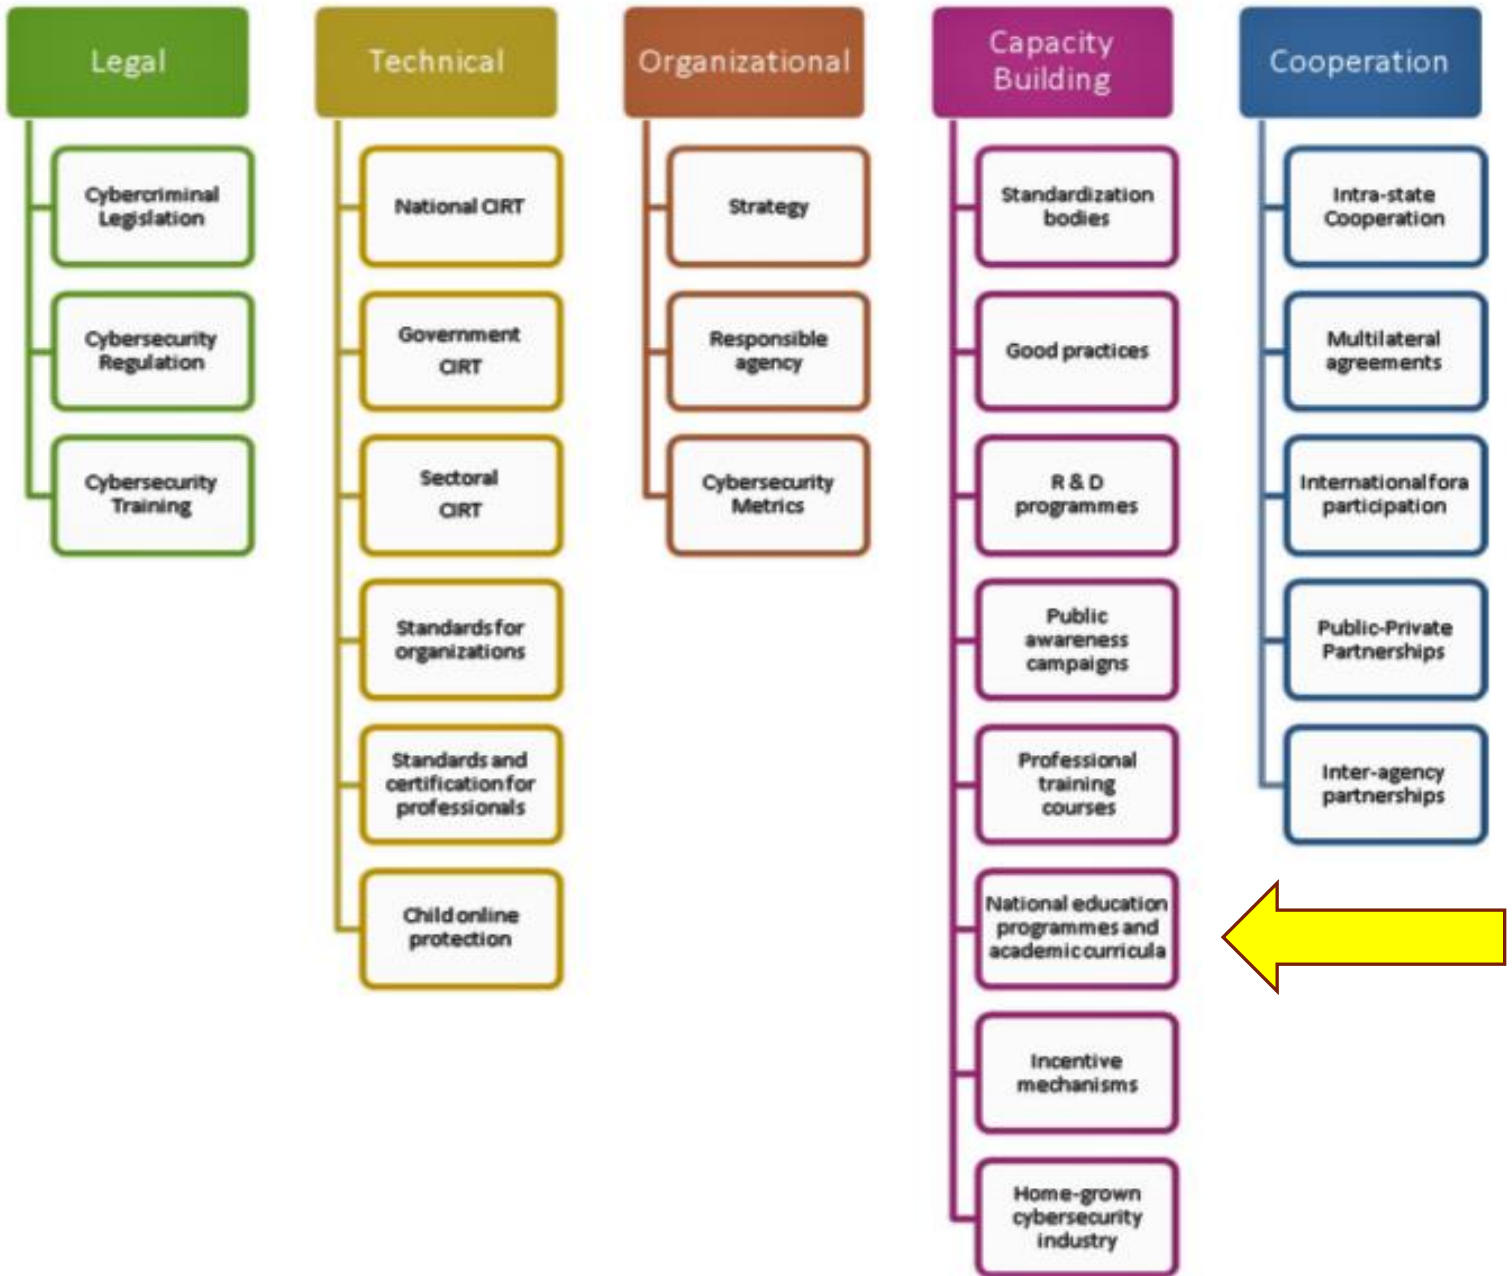 Legal
Cybercriminal
Legislation
Cybersecurity
Regulation
Cybersecurity
Training
Technical
National CIRT
Government
CIRT
Sectoral
CIRT
Standards for
organizations
Standards and
certification for
professionals
Child online
protection
Organizational
Strategy
Responsible
agency
Cybersecurity
Metrics
Capacity
Building
Standardization
bodies
Good practices
R & D
programmes
Public
awareness
campaigns
Professional
training
courses
National education
programmes and
academic curricula
Incentive
mechanisms
Home-grown
cybersecurity
industry
Cooperation
Intra-state
Cooperation
Multilateral
agreements
International fora
participation
Public-Private
Partnerships
Inter-agency
partnerships